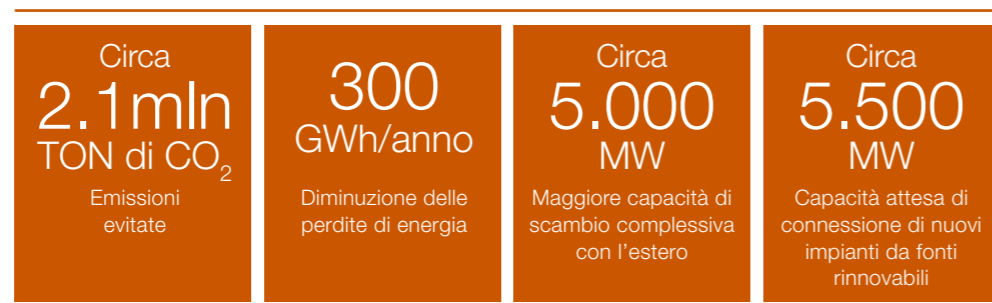 Circa
2.1mln
TON di CO₂
Emissioni
evitate
300
GWh/anno
Diminuzione delle
perdite di energia
Circa
5.000
MW
Maggiore capacità di
scambio complessiva
con l'estero
Circa
5.500
MW
Capacità attesa di
connessione di nuovi
impianti da fonti
rinnovabili